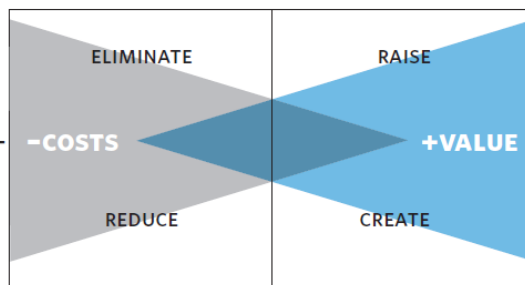 ELIMINATE
RAISE
-COSTS
+VALUE
REDUCE
CREATE